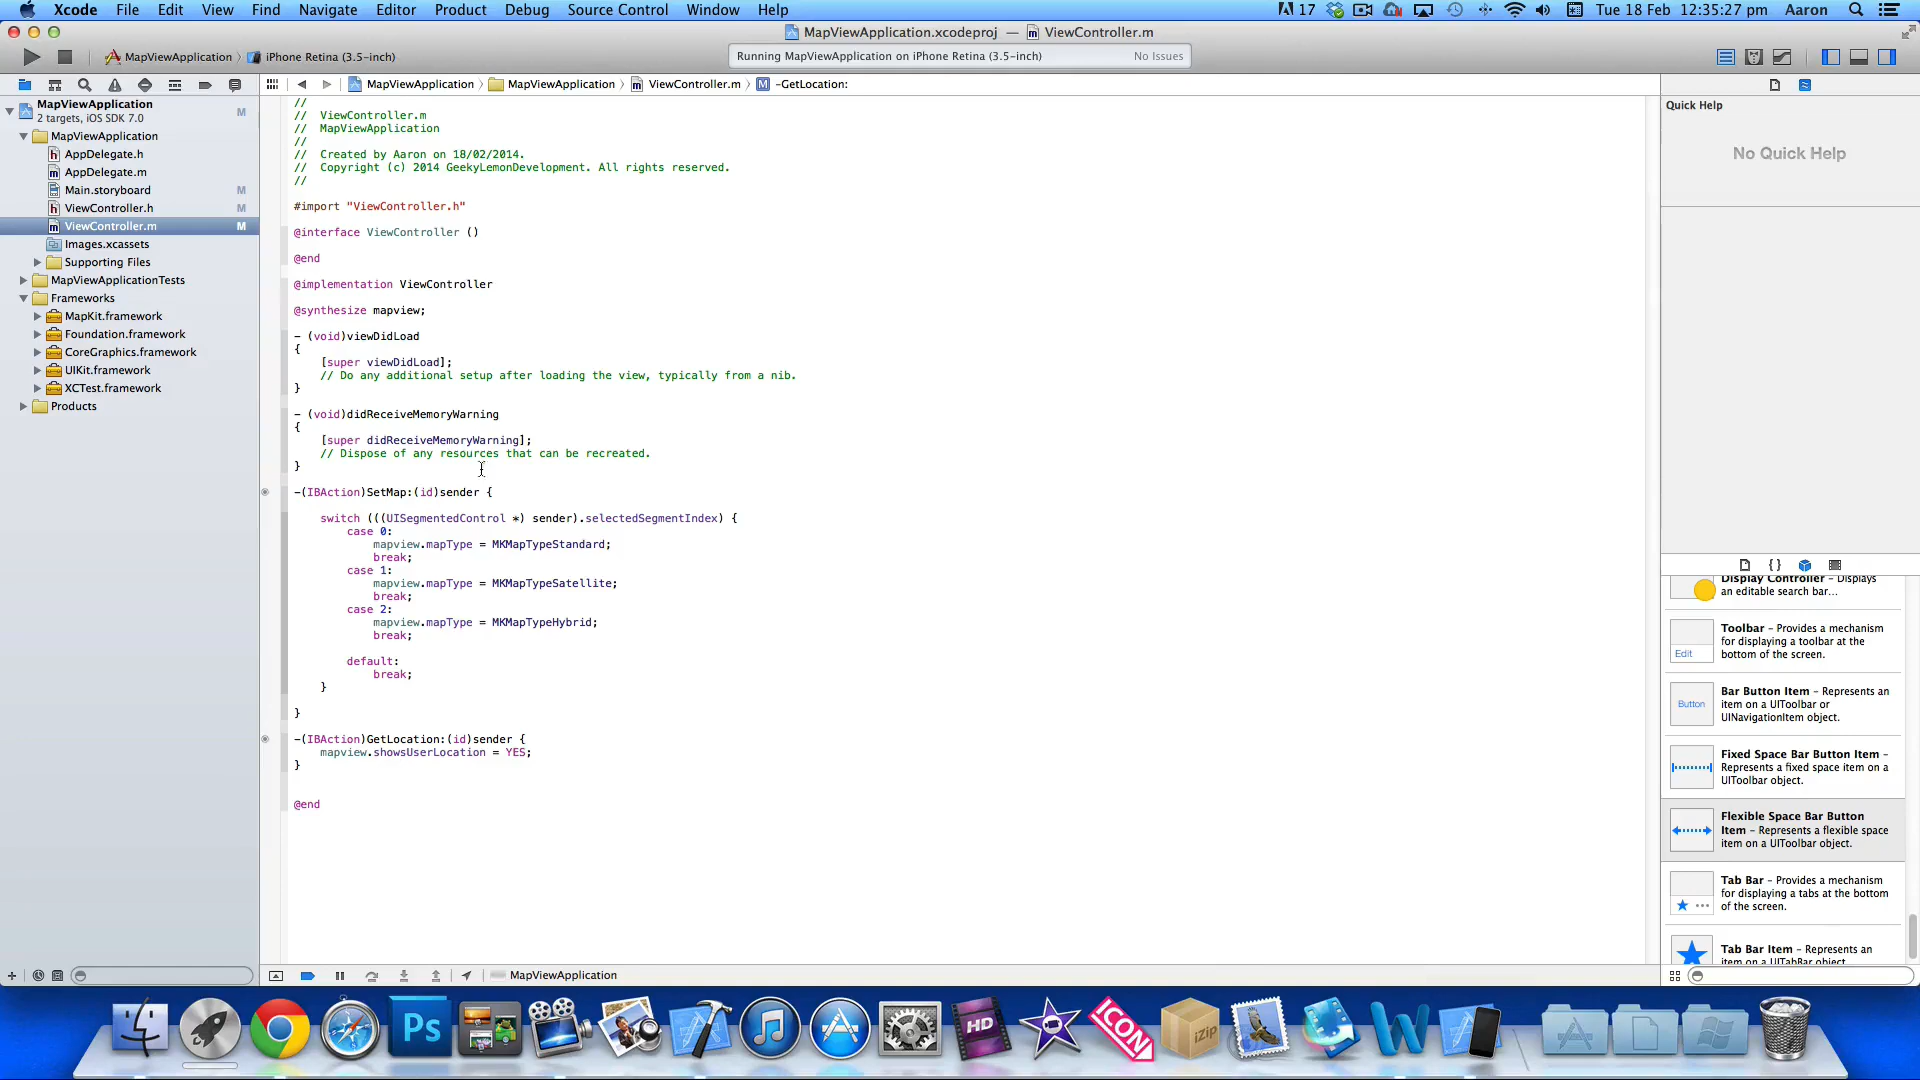 Xcode File Edit View Find Navigate Editor Product Debug Source Control Window Help 17 Tue 18 Feb 12:35:27 pm Aaron
MapViewApplication.xcodeproj — ViewController.m
MapViewApplication iPhone Retina (3.5-inch)
Running MapViewApplication on iPhone Retina (3.5-inch) No Issues
MapViewApplication MapViewApplication ViewController.m M -GetLocation:
MapViewApplication M
2 targets, iOS SDK 7.0
MapViewApplication
h AppDelegate.h
m AppDelegate.m
Main.storyboard M
h ViewController.h M
m ViewController.m M
Images.xcassets
Supporting Files
MapViewApplicationTests
Frameworks
MapKit.framework
Foundation.framework
CoreGraphics.framework
UIKit.framework
XCTest.framework
Products
//
// ViewController.m
// MapViewApplication
//
// Created by Aaron on 18/02/2014.
// Copyright (c) 2014 GeekyLemonDevelopment. All rights reserved.
//
#import "ViewController.h"
@interface ViewController ()
@end
@implementation ViewController
@synthesize mapview;
- (void)viewDidLoad
{
[super viewDidLoad];
// Do any additional setup after loading the view, typically from a nib.
}
- (void)didReceiveMemoryWarning
{
[super didReceiveMemoryWarning];
// Dispose of any resources that can be recreated.
}
-(IBAction)SetMap:(id)sender {
switch (((UISegmentedControl *) sender).selectedSegmentIndex) {
case 0:
mapview.mapType = MKMapTypeStandard;
break;
case 1:
mapview.mapType = MKMapTypeSatellite;
break;
case 2:
mapview.mapType = MKMapTypeHybrid;
break;
default:
break;
}
}
-(IBAction)GetLocation:(id)sender {
mapview.showsUserLocation = YES;
}
@end
MapViewApplication
Quick Help
No Quick Help
{ }
Display Controller – Displays
an editable search bar...
Edit
Toolbar – Provides a mechanism
for displaying a toolbar at the
bottom of the screen.
Button
Bar Button Item – Represents an
item on a UIToolbar or
UINavigationItem object.
Fixed Space Bar Button Item –
Represents a fixed space item on a
UIToolbar object.
Flexible Space Bar Button
Item – Represents a flexible space
item on a UIToolbar object.
Tab Bar – Provides a mechanism
for displaying a tabs at the bottom
of the screen.
Tab Bar Item – Represents an
item on a UITabBar object.
Ps HD ICON iZip W